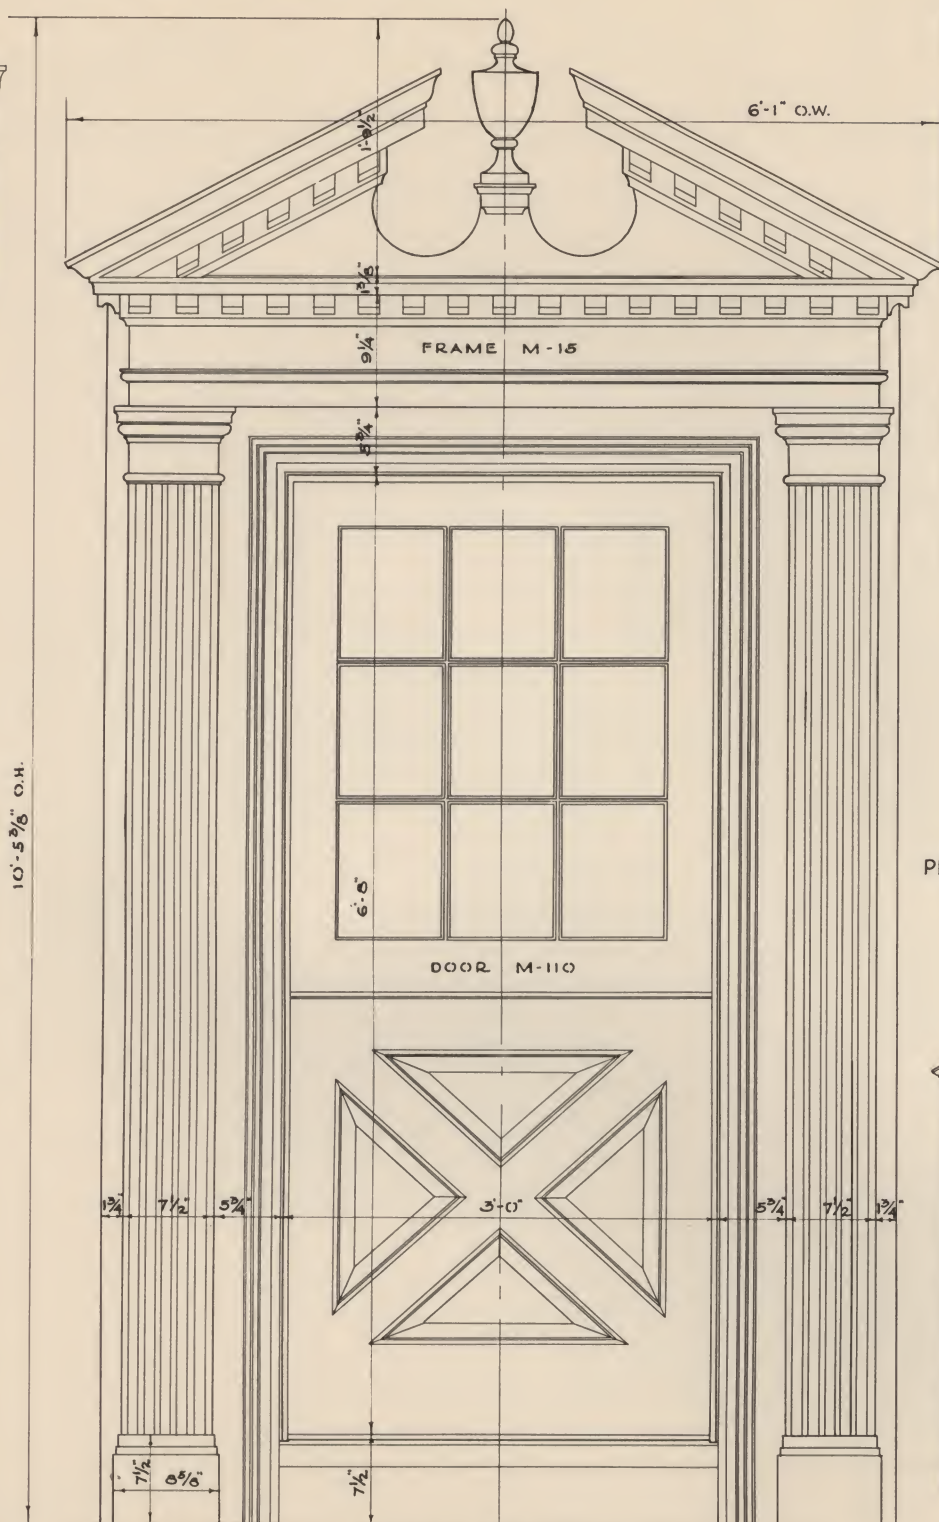 6'-1" O.W.
1'-9½"
1⅜"
9¼"
FRAME M-15
5¾"
10'-5⅜" O.H.
6'-8"
DOOR M-110
1¾" 7½" 5¾" 3'-0" 5¾" 7½" 1¾"
7½" 8⅝" 7½"